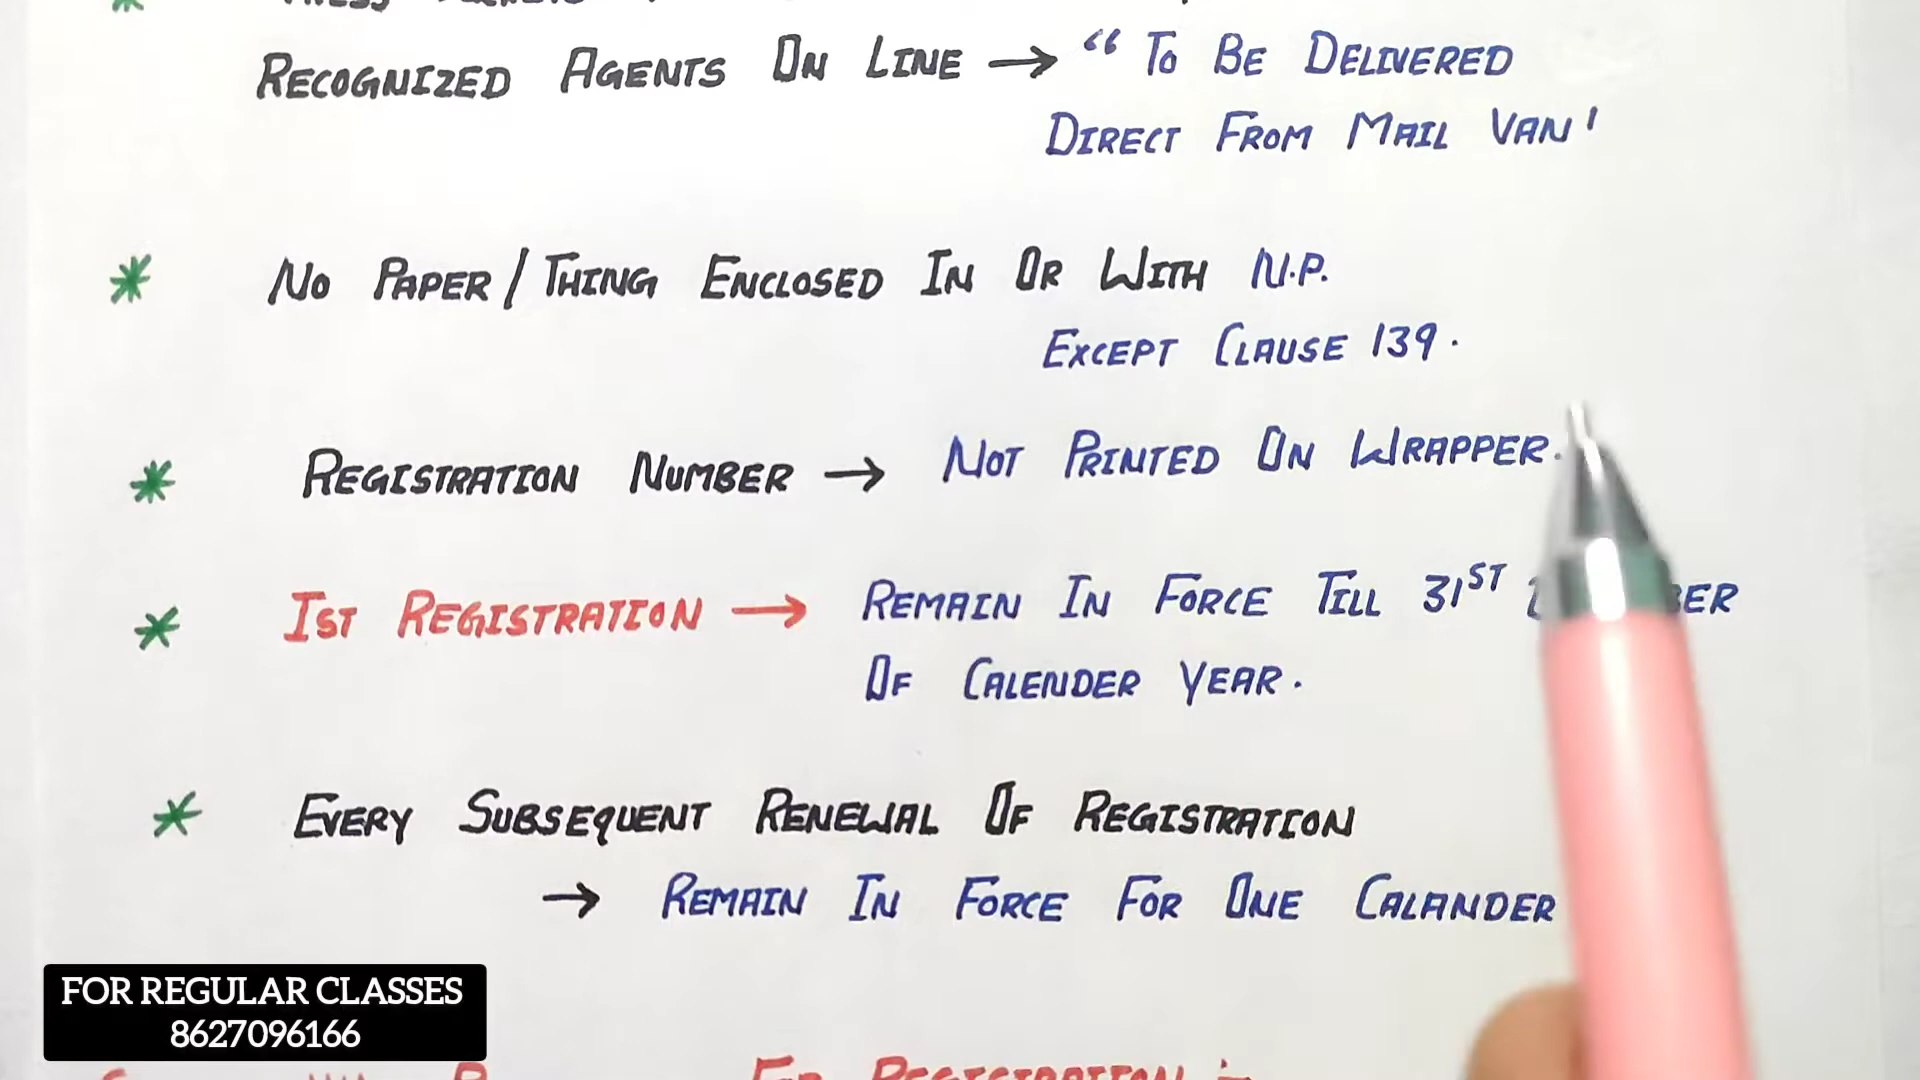 RECOGNIZED AGENTS ON LINE → “ TO BE DELIVERED
DIRECT FROM MAIL VAN '
* NO PAPER / THING ENCLOSED IN OR WITH N.P.
EXCEPT CLAUSE 139.
* REGISTRATION NUMBER → NOT PRINTED ON WRAPPER.
* IST REGISTRATION → REMAIN IN FORCE TILL 31ST
OF CALENDER YEAR.
* EVERY SUBSEQUENT RENEWAL OF REGISTRATION
→ REMAIN IN FORCE FOR ONE CALANDER
FOR REGULAR CLASSES
8627096166
REGISTRATION :-